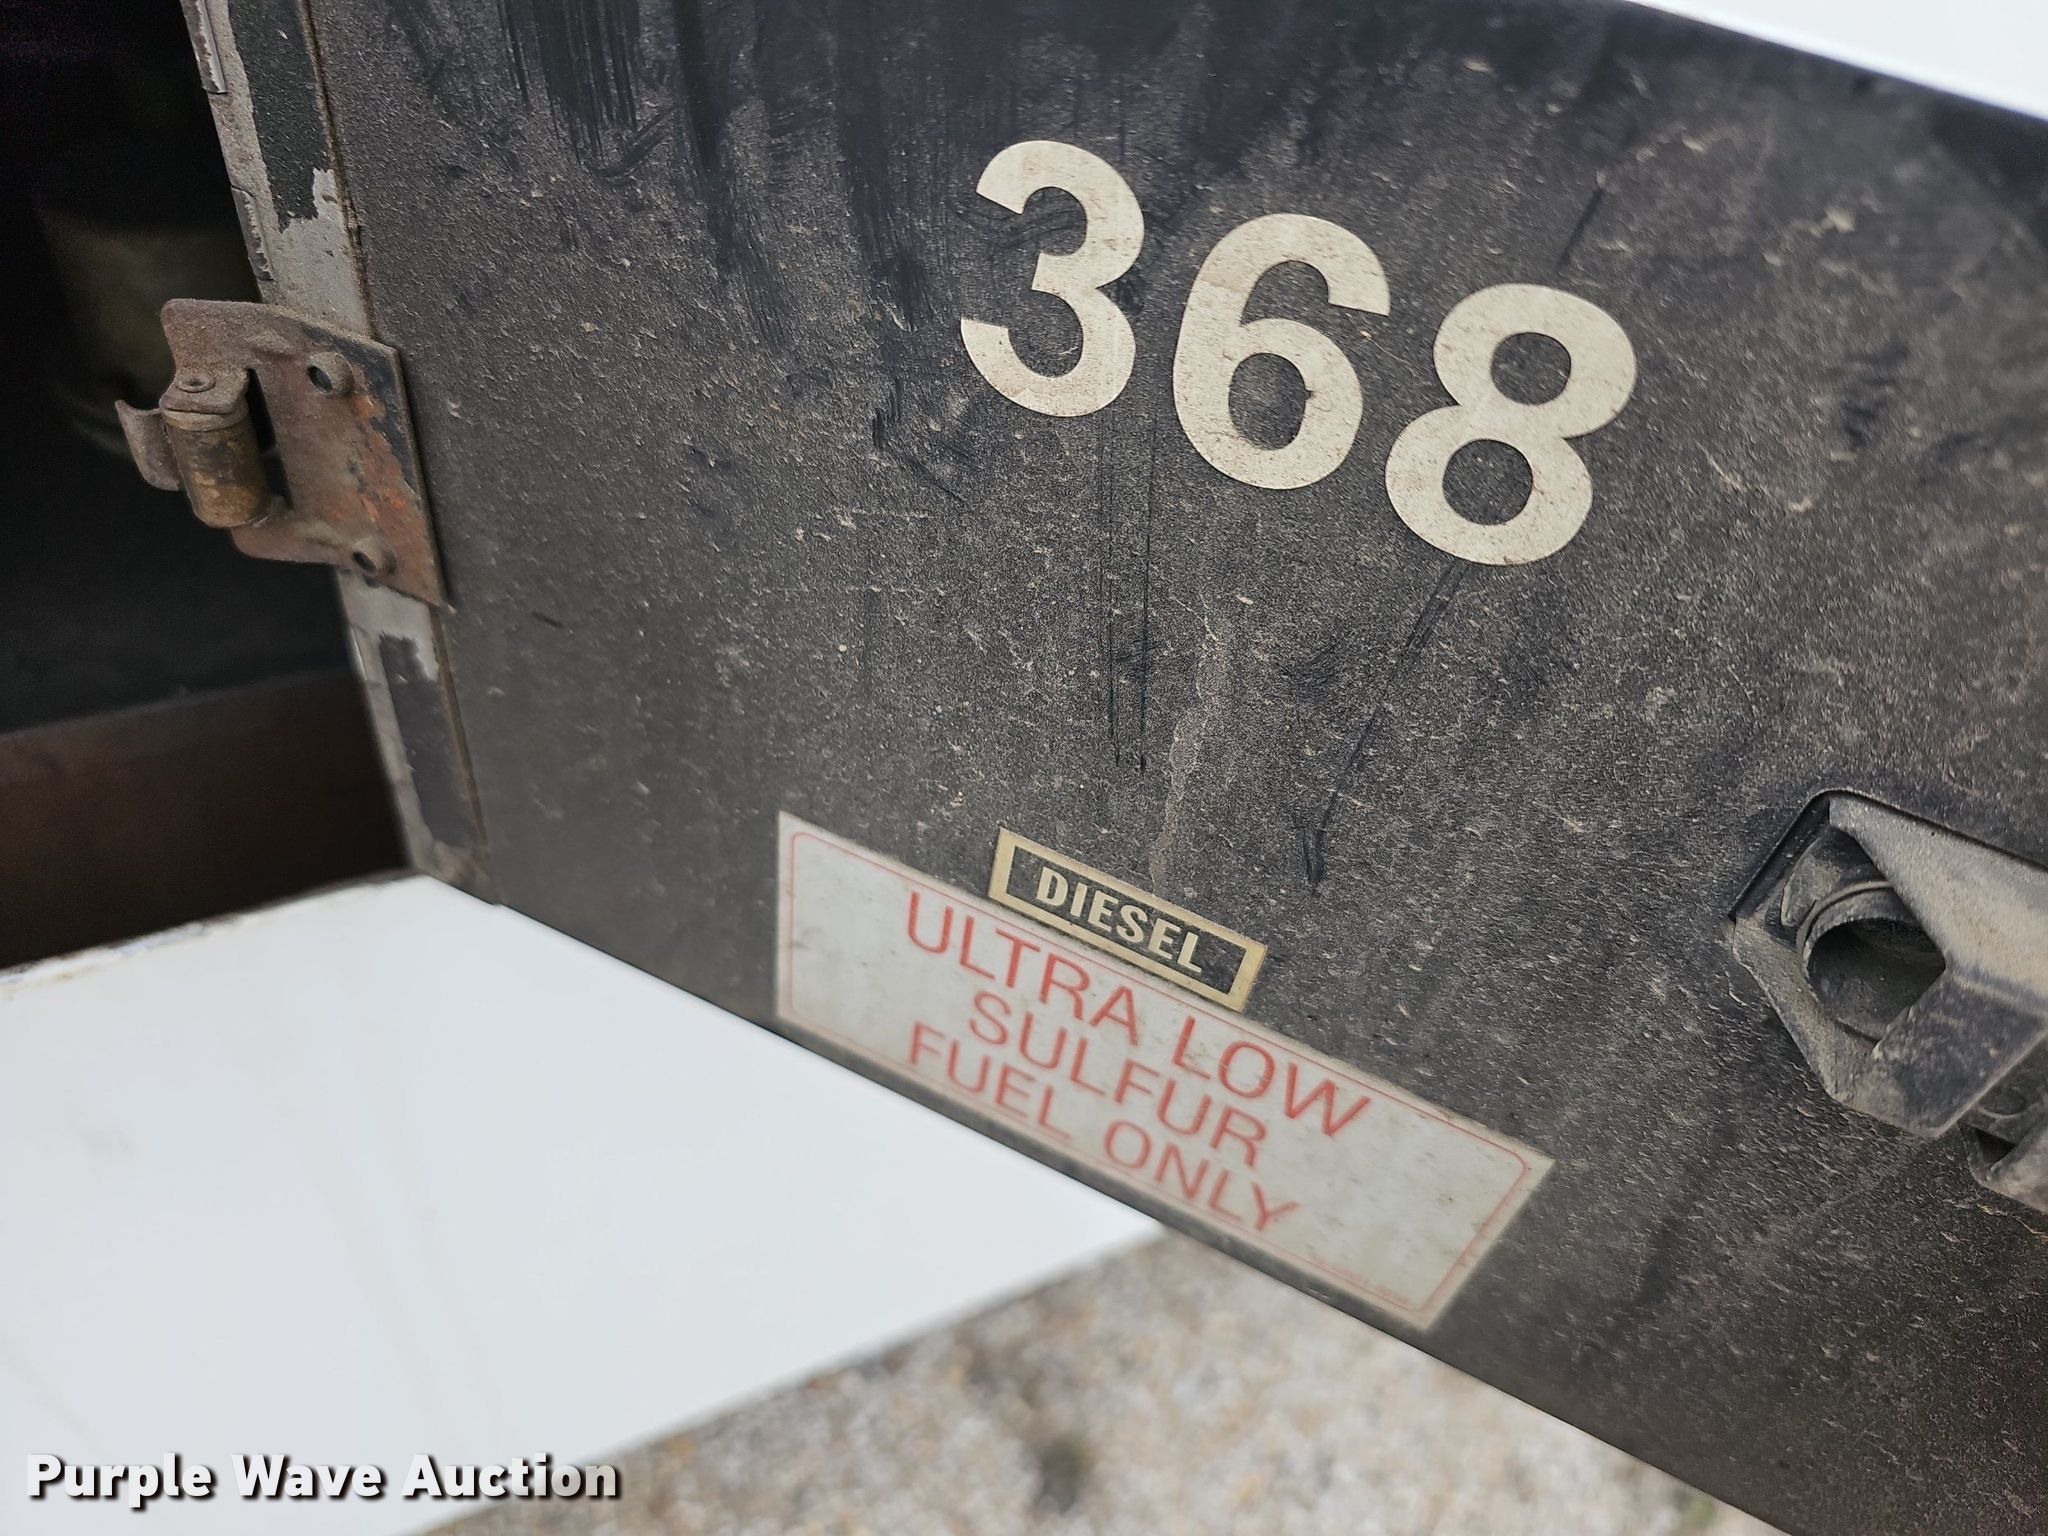 368
DIESEL
ULTRA LOW
SULFUR
FUEL ONLY
Purple Wave Auction